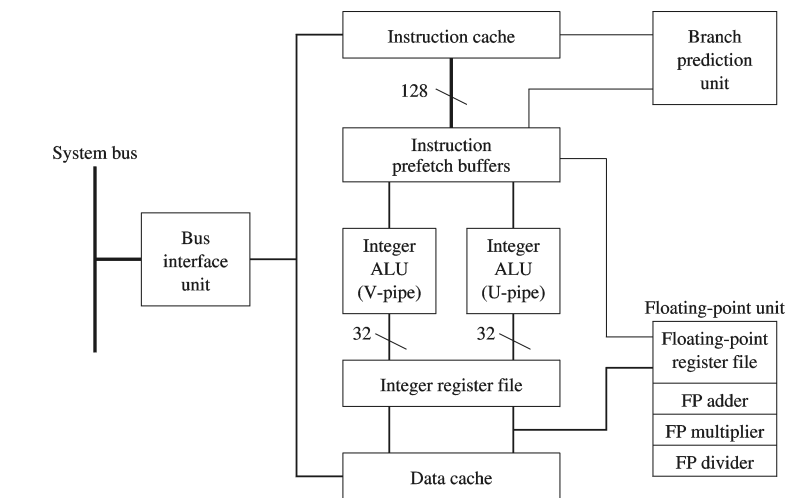 Instruction cache
Branch
prediction
unit
128
Instruction
prefetch buffers
System bus
Bus
interface
unit
Integer
ALU
(V-pipe)
Integer
ALU
(U-pipe)
Floating-point unit
32
32
Floating-point
register file
Integer register file
FP adder
FP multiplier
FP divider
Data cache